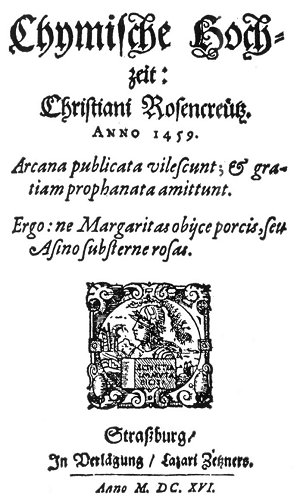 Chymische Hoch-
zeit:
Christiani Rosencreütz.
ANNO 1459.
Arcana publicata vilescunt; & gra-
tiam prophanata amittunt.
Ergo: ne Margaritas obijce porcis, seu
Asino substerne rosas.
Straßburg/
In Verlägung / Lazari Zetzners.
Anno M. DC. XVI.